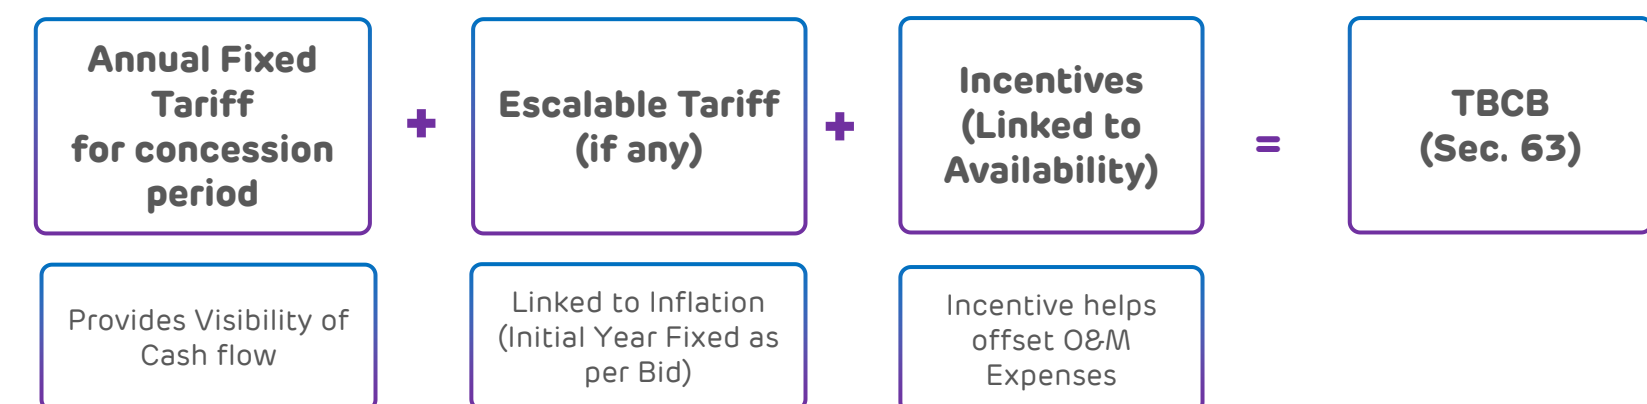 Annual Fixed
Tariff
for concession
period
+
Escalable Tariff
(if any)
+
Incentives
(Linked to
Availability)
=
TBCB
(Sec. 63)
Provides Visibility of
Cash flow
Linked to Inflation
(Initial Year Fixed as
per Bid)
Incentive helps
offset O&M
Expenses